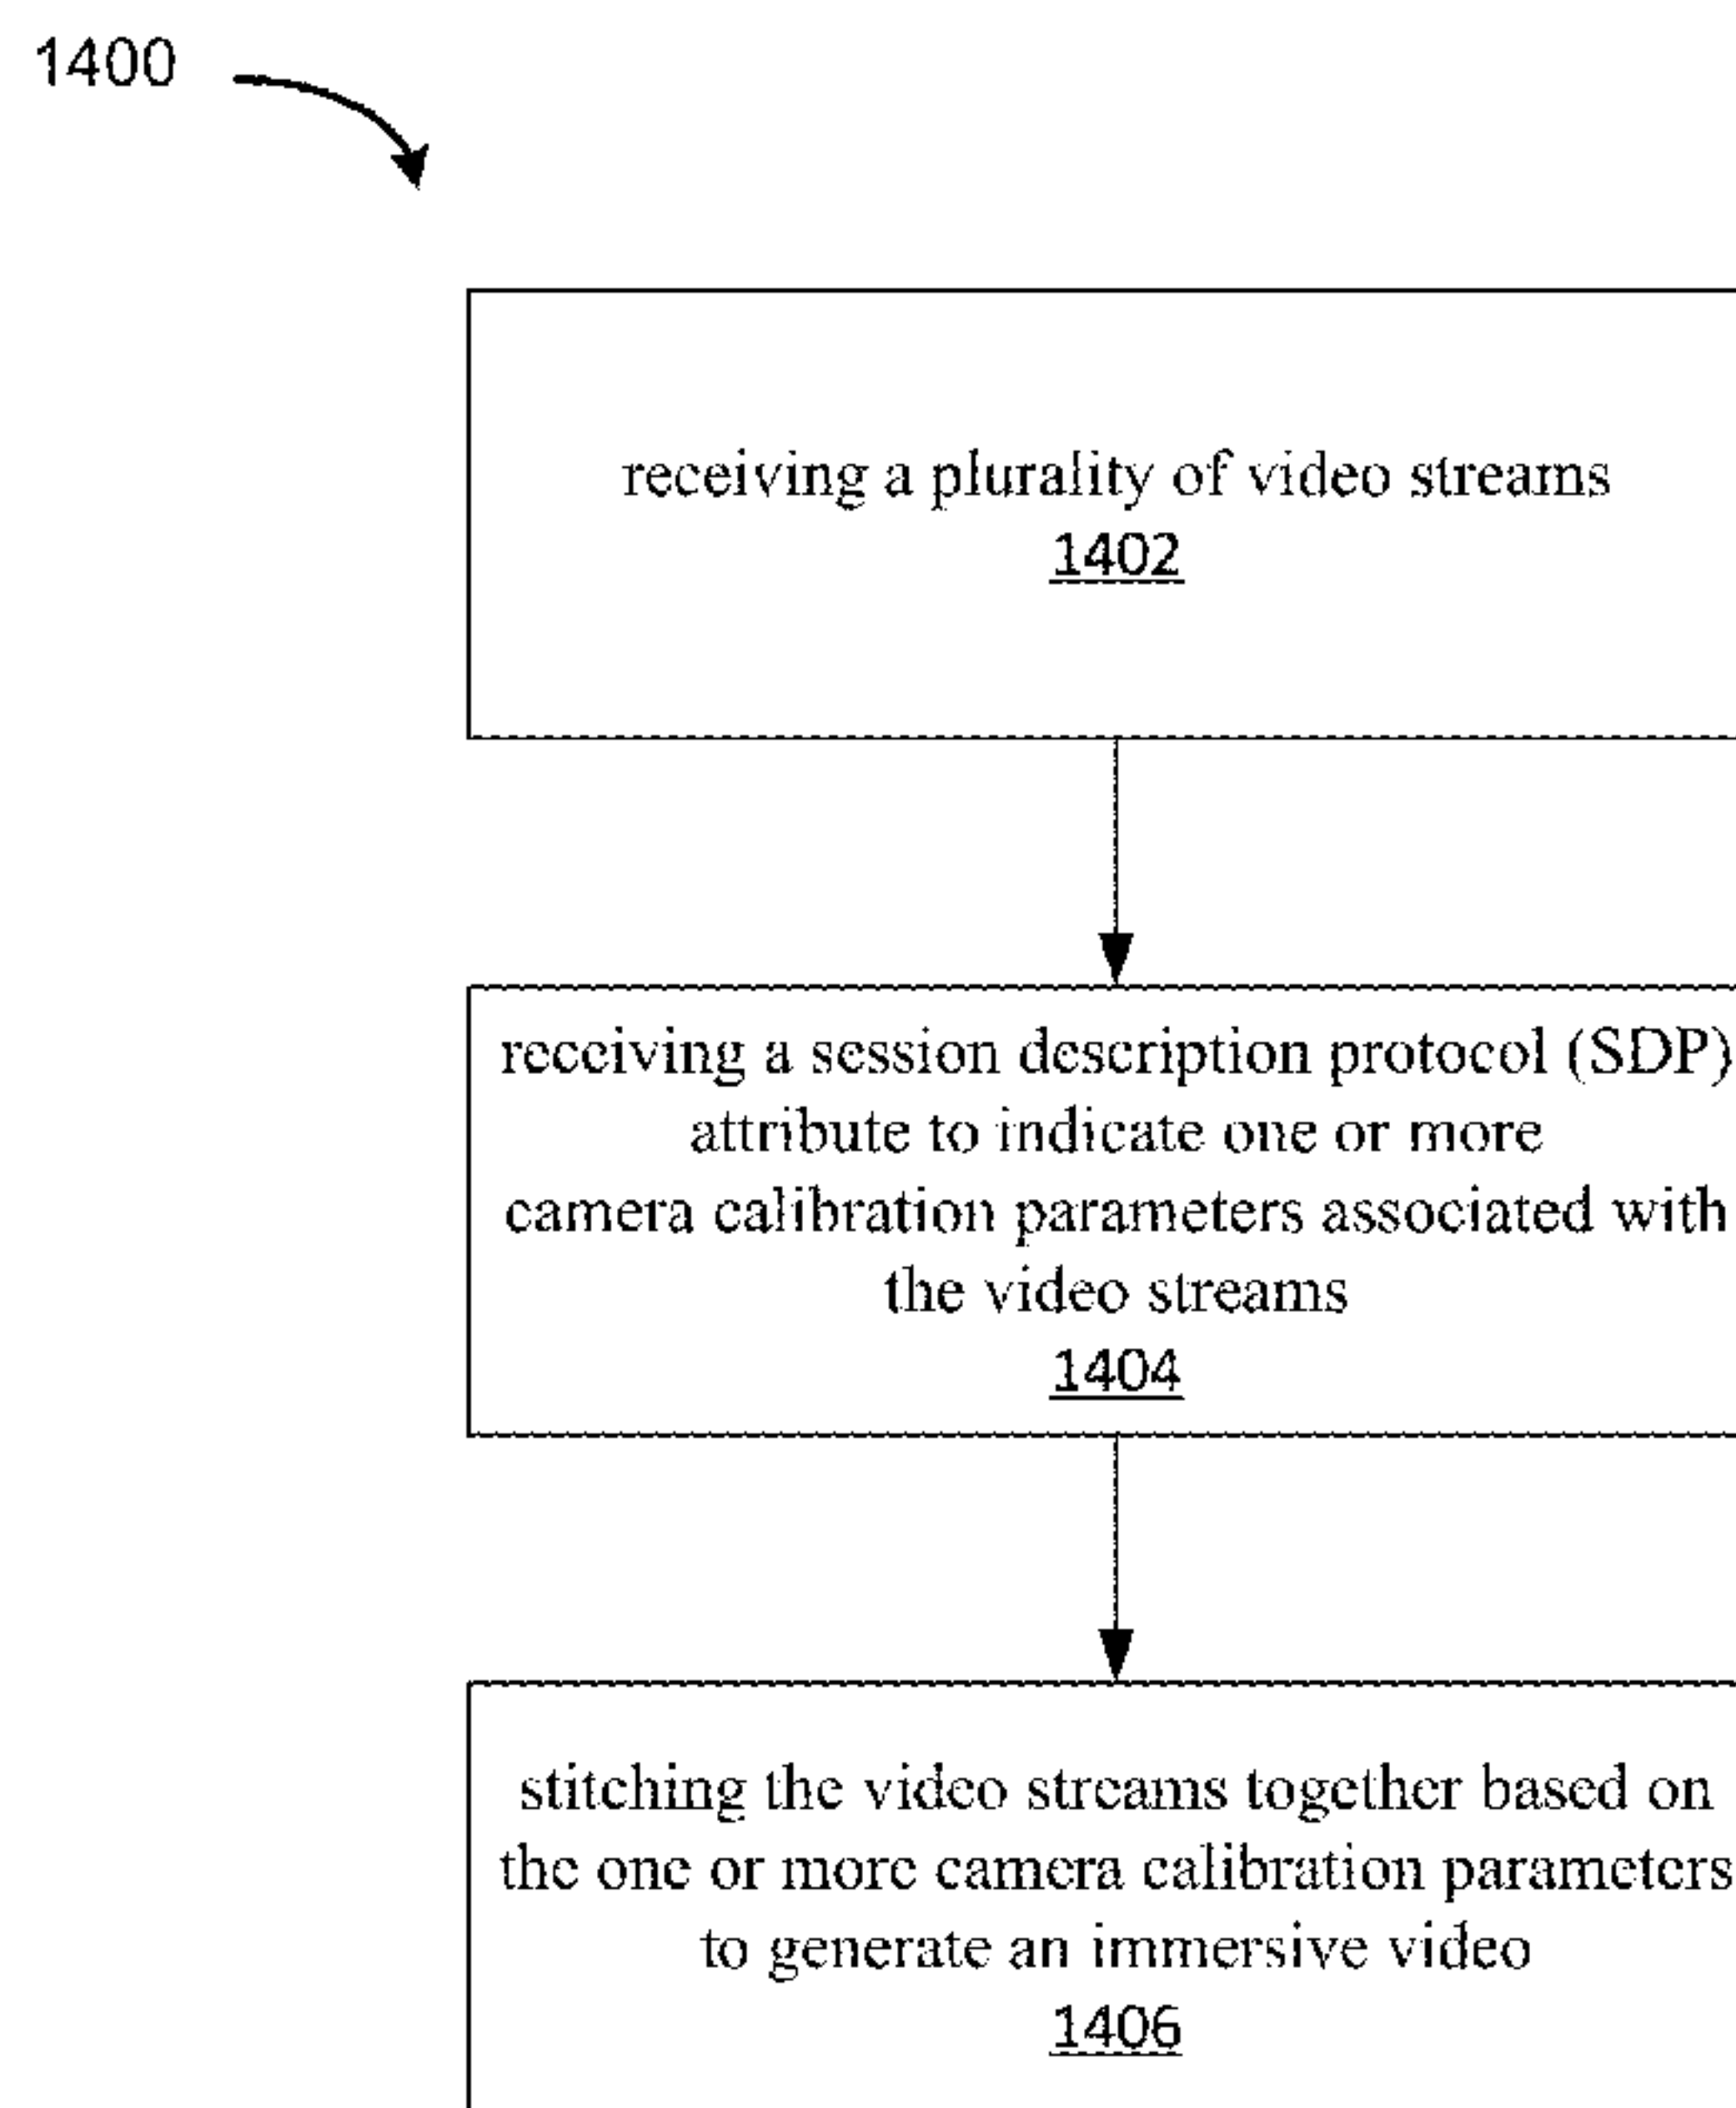 1400
receiving a plurality of video streams
1402
receiving a session description protocol (SDP)
attribute to indicate one or more
camera calibration parameters associated with
the video streams
1404
stitching the video streams together based on
the one or more camera calibration parameters
to generate an immersive video
1406